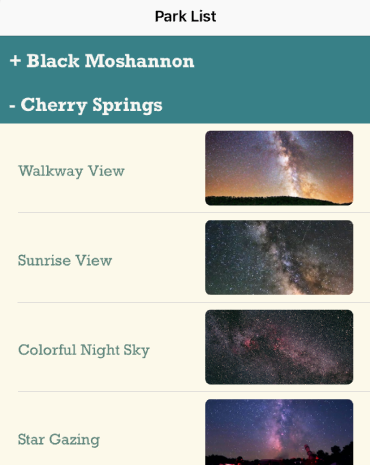 Park List
+ Black Moshannon
- Cherry Springs
Walkway View
Sunrise View
Colorful Night Sky
Star Gazing